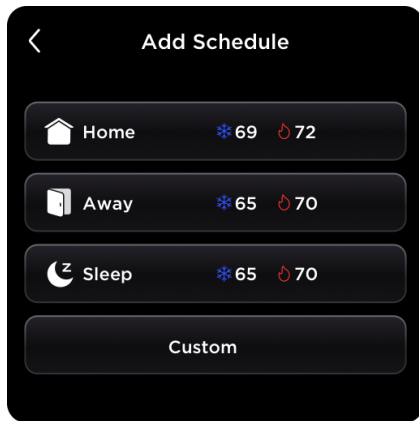 Add Schedule
Home 69 72
Away 65 70
Z Sleep 65 70
Custom